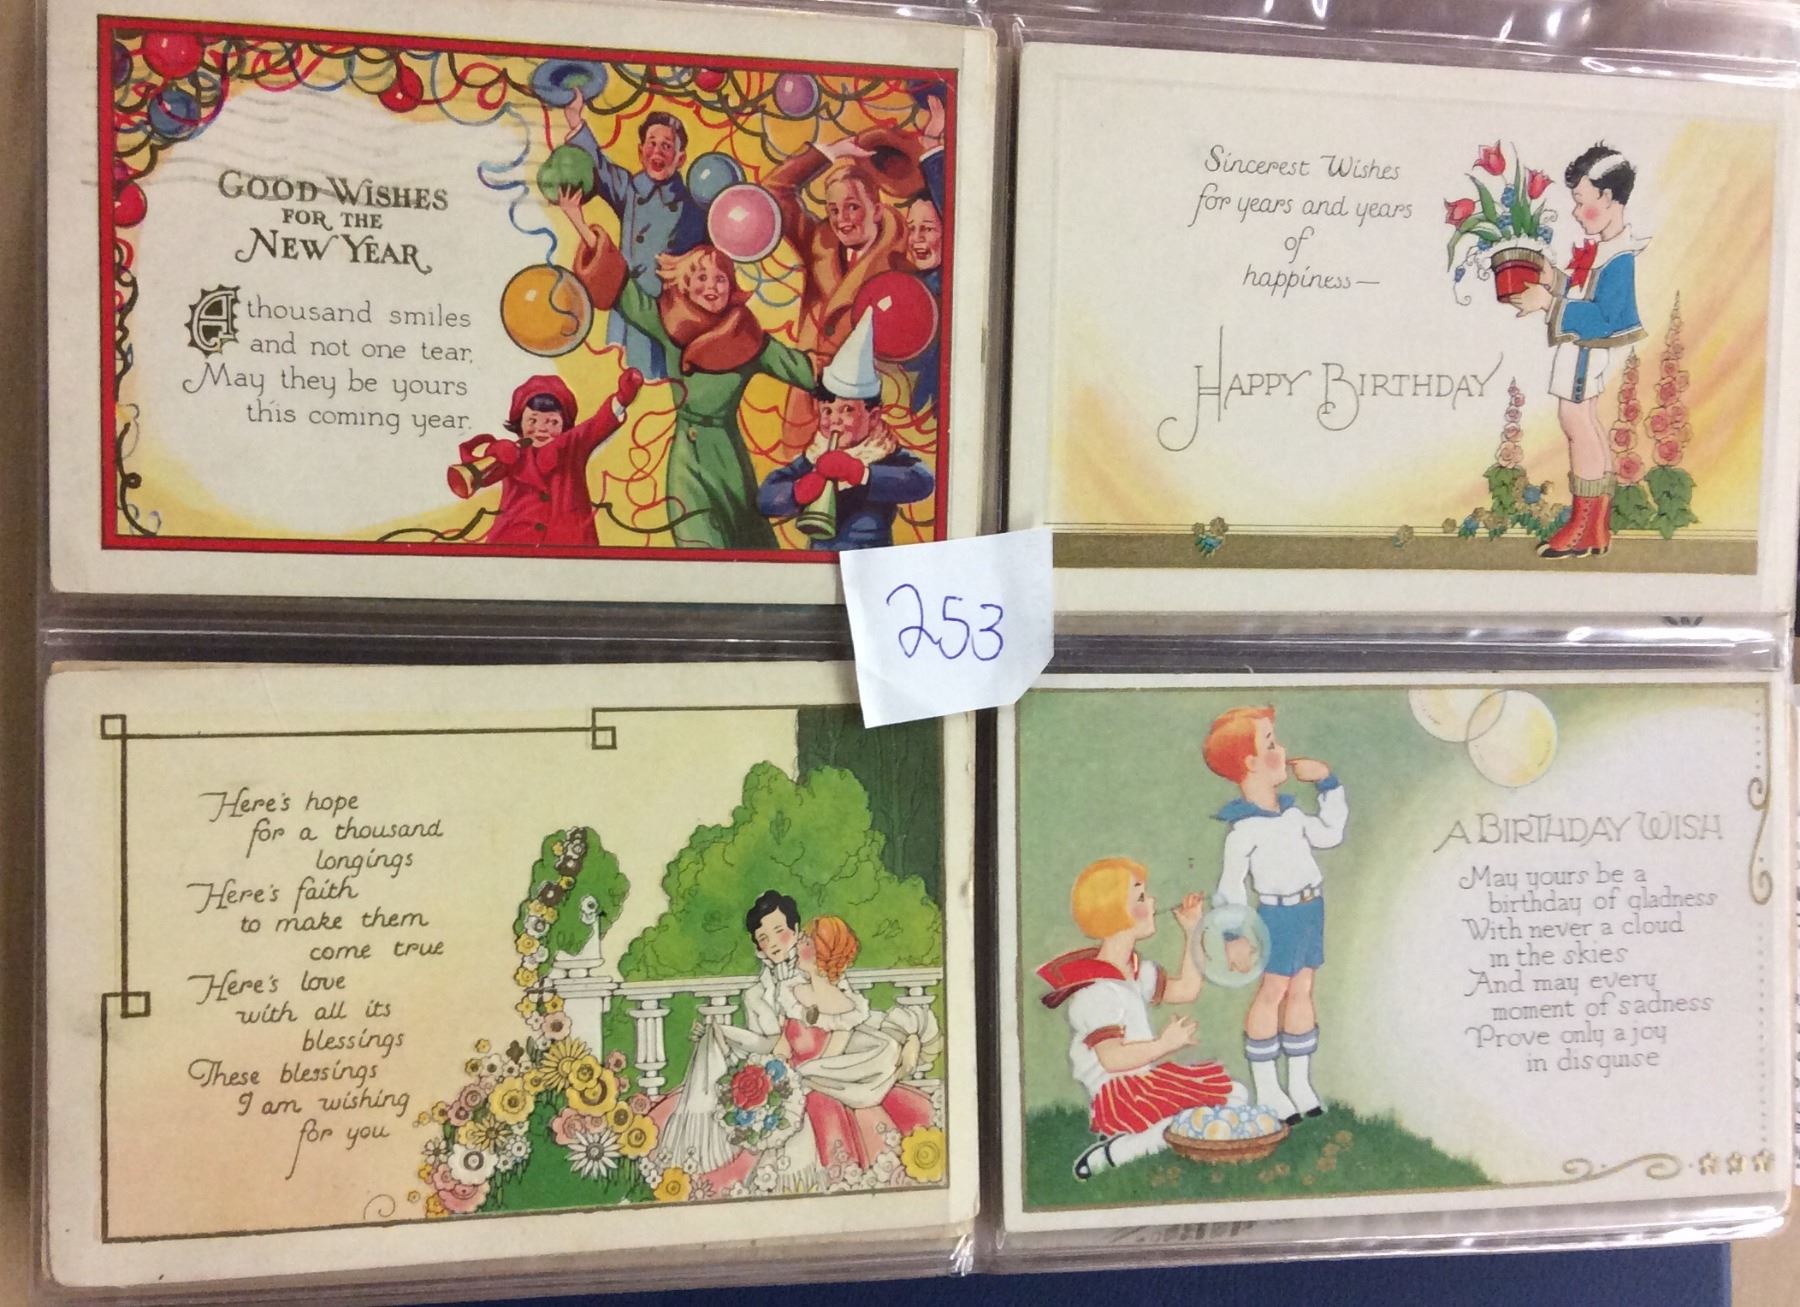 GOOD WISHES
FOR THE
NEW YEAR
A thousand smiles
and not one tear,
May they be yours
this coming year.
Sincerest Wishes
for years and years
of
happiness—
HAPPY BIRTHDAY
253
Here's hope
for a thousand
longings
Here's faith
to make them
come true
Here's love
with all its
blessings
These blessings
I am wishing
for you
A BIRTHDAY WISH
May yours be a
birthday of gladness
With never a cloud
in the skies
And may every
moment of sadness
Prove only a joy
in disguise